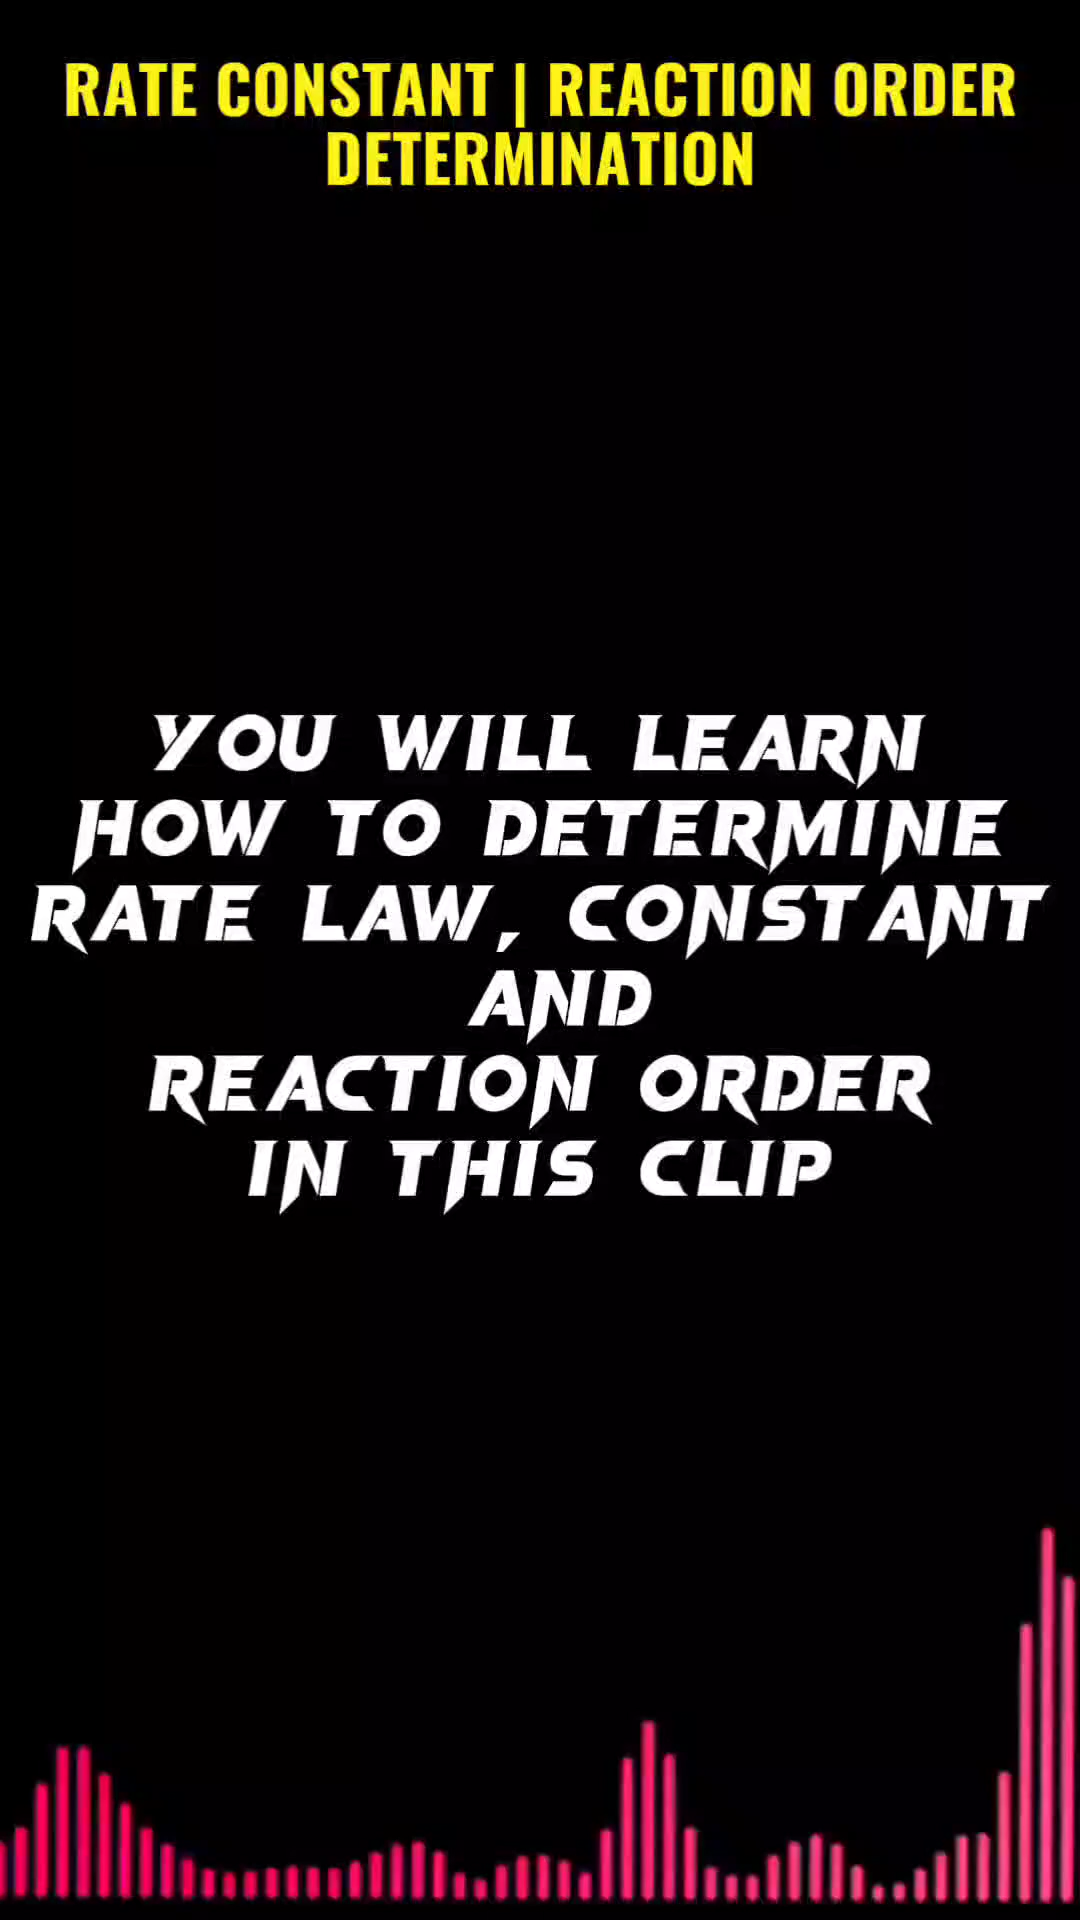 RATE CONSTANT | REACTION ORDER
DETERMINATION
YOU WILL LEARN
HOW TO DETERMINE
RATE LAW, CONSTANT
AND
REACTION ORDER
IN THIS CLIP